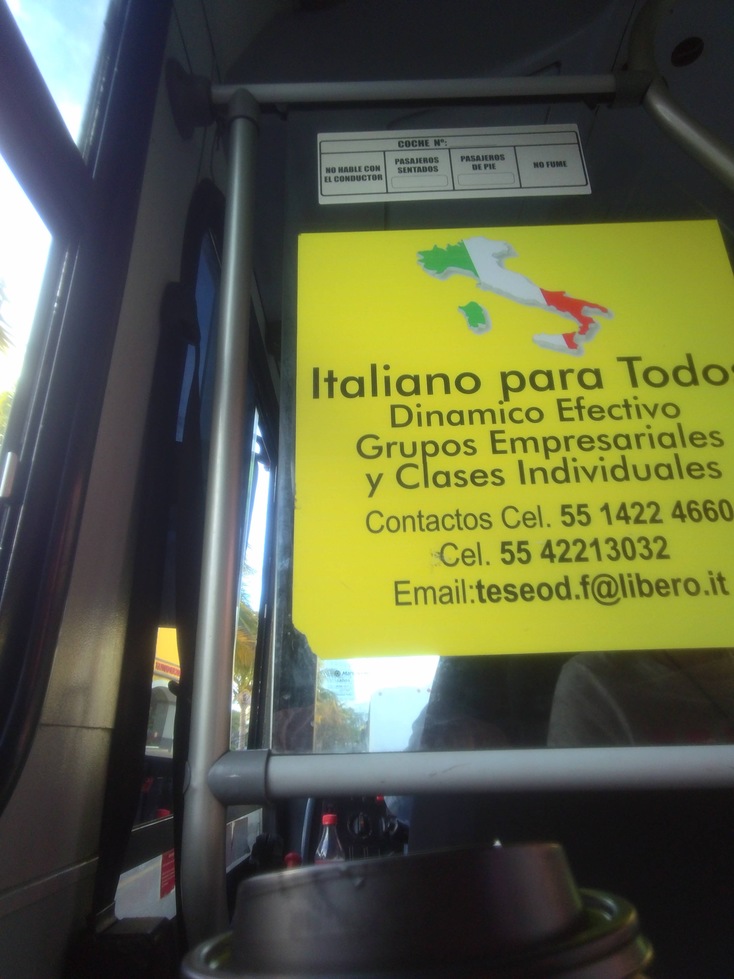 COCHE Nº:
NO HABLE CON
EL CONDUCTOR
PASAJEROS
SENTADOS
PASAJEROS
DE PIE
NO FUME
Italiano para Todos
Dinamico Efectivo
Grupos Empresariales
y Clases Individuales
Contactos Cel. 55 1422 4660
Cel. 55 42213032
Email:teseod.f@libero.it